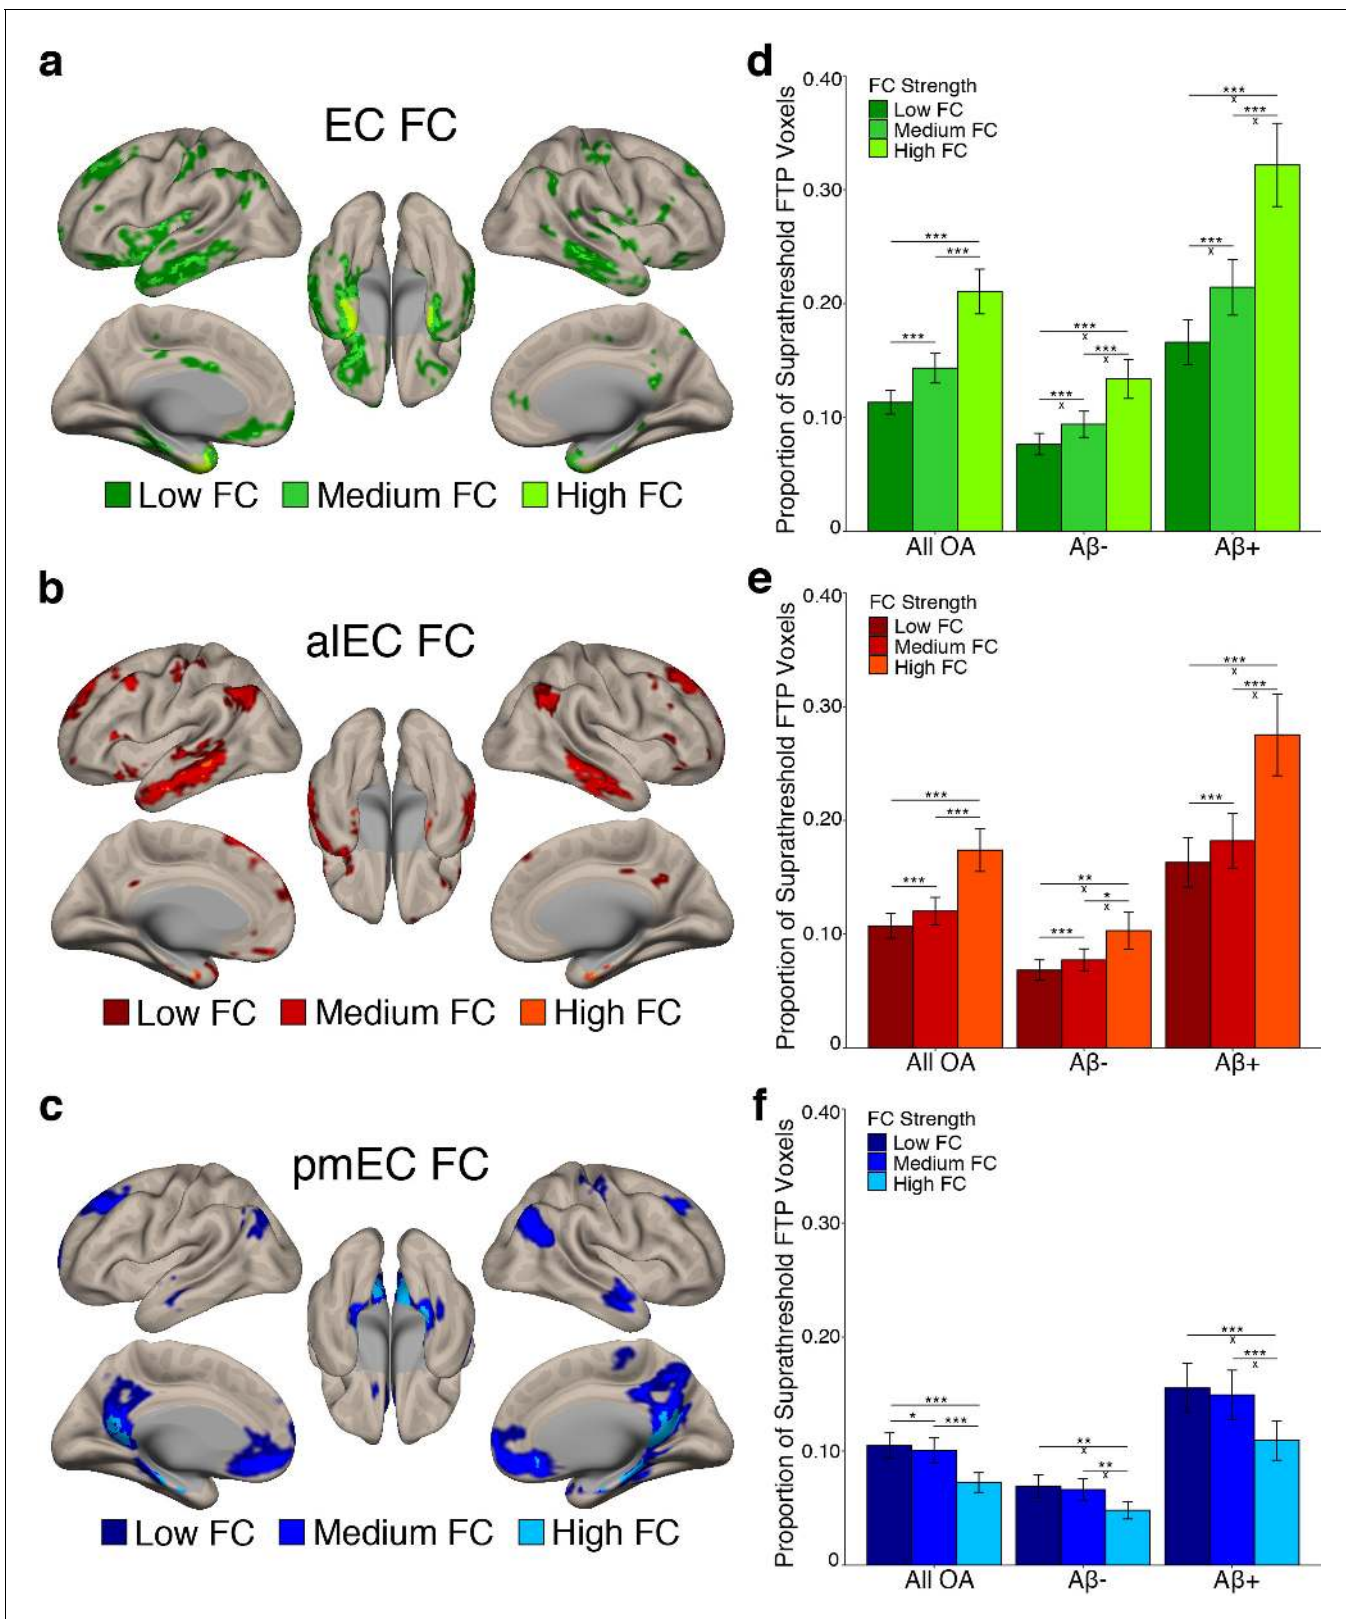 a
EC FC
Low FC Medium FC High FC
b
alEC FC
Low FC Medium FC High FC
c
pmEC FC
Low FC Medium FC High FC
d
Proportion of Suprathreshold FTP Voxels
0.40
0.30
0.20
0.10
0
FC Strength
Low FC
Medium FC
High FC
***
***
***
***
x
***
x
***
x
***
x
***
x
***
x
All OA Aβ- Aβ+
e
Proportion of Suprathreshold FTP Voxels
0.40
0.30
0.20
0.10
0
FC Strength
Low FC
Medium FC
High FC
***
***
***
**
x
*
x
***
***
x
***
x
***
All OA Aβ- Aβ+
f
Proportion of Suprathreshold FTP Voxels
0.40
0.30
0.20
0.10
0
FC Strength
Low FC
Medium FC
High FC
***
*
***
**
x
**
x
***
x
***
x
All OA Aβ- Aβ+